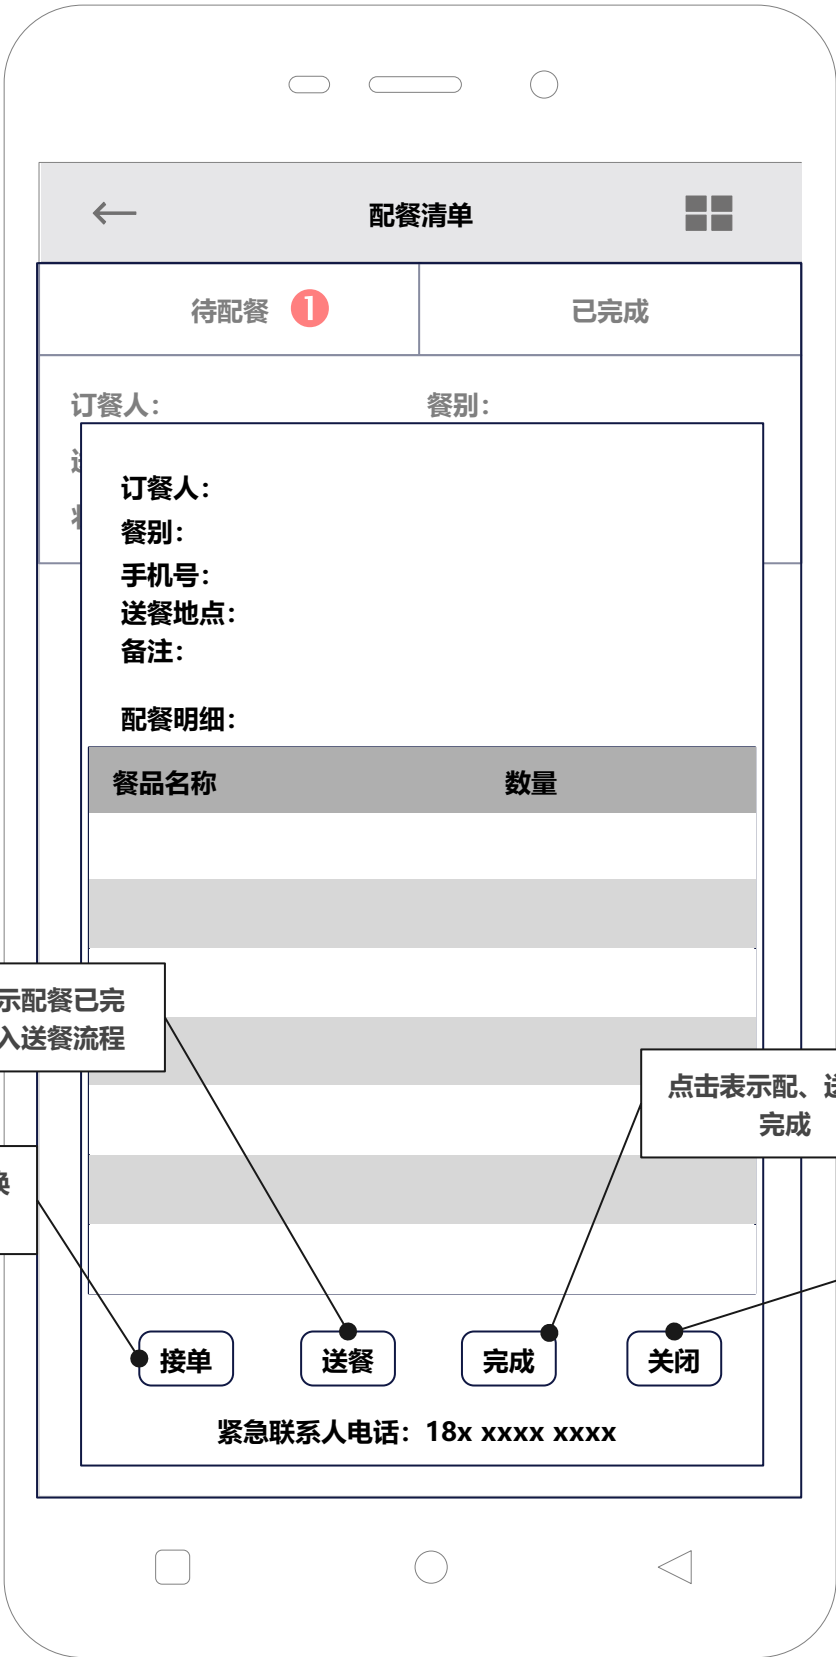 配餐清单
待配餐 1
已完成
订餐人：
餐别：
订餐人：
餐别：
手机号：
送餐地点：
备注：
配餐明细：
餐品名称
数量
示配餐已完
入送餐流程
点击表示配、送
完成
换
接单
送餐
完成
关闭
紧急联系人电话：18x xxxx xxxx